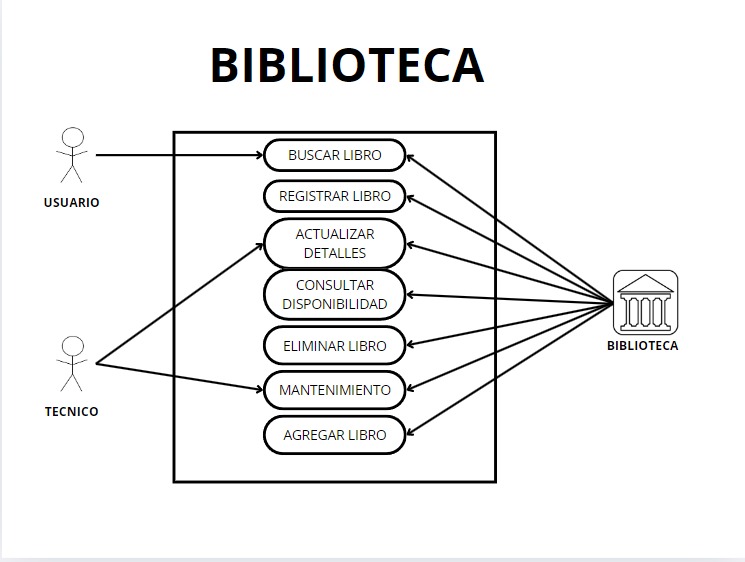 BIBLIOTECA
BUSCAR LIBRO
USUARIO
REGISTRAR LIBRO
ACTUALIZAR
DETALLES
CONSULTAR
DISPONIBILIDAD
ELIMINAR LIBRO
BIBLIOTECA
MANTENIMIENTO
TECNICO
AGREGAR LIBRO